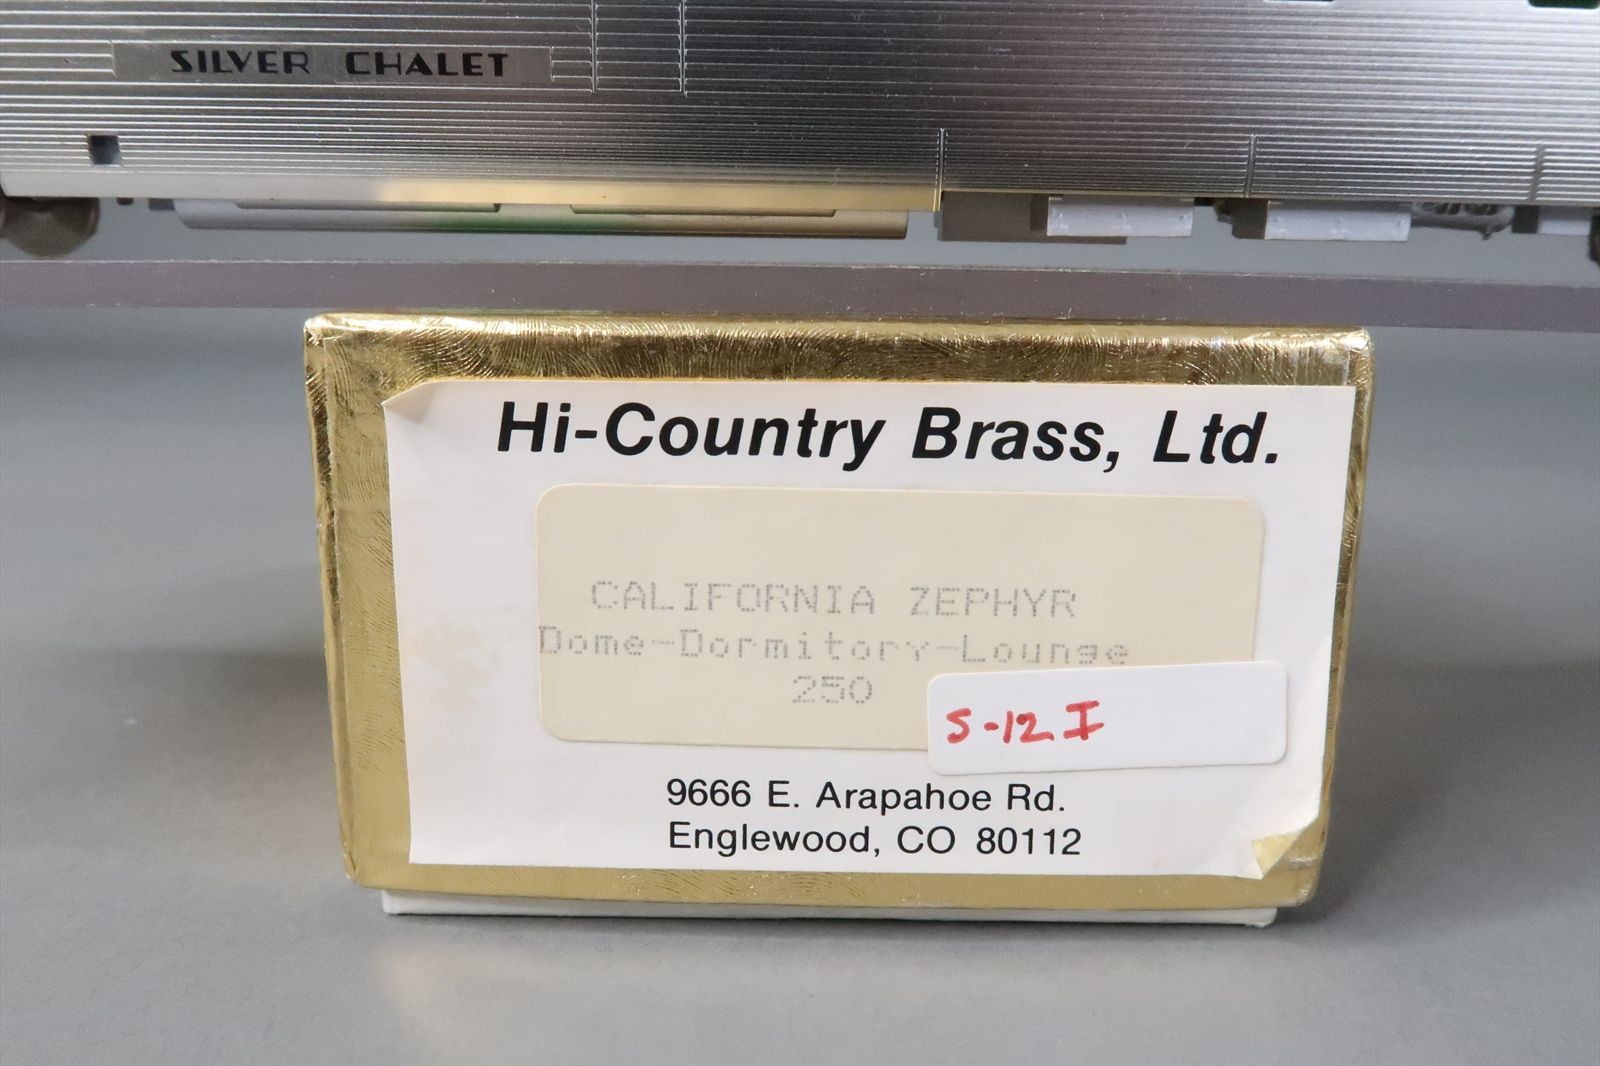 SILVER CHALET
Hi-Country Brass, Ltd.
CALIFORNIA ZEPHYR
Dome-Dormitory-Lounge
250
S-12 I
9666 E. Arapahoe Rd.
Englewood, CO 80112